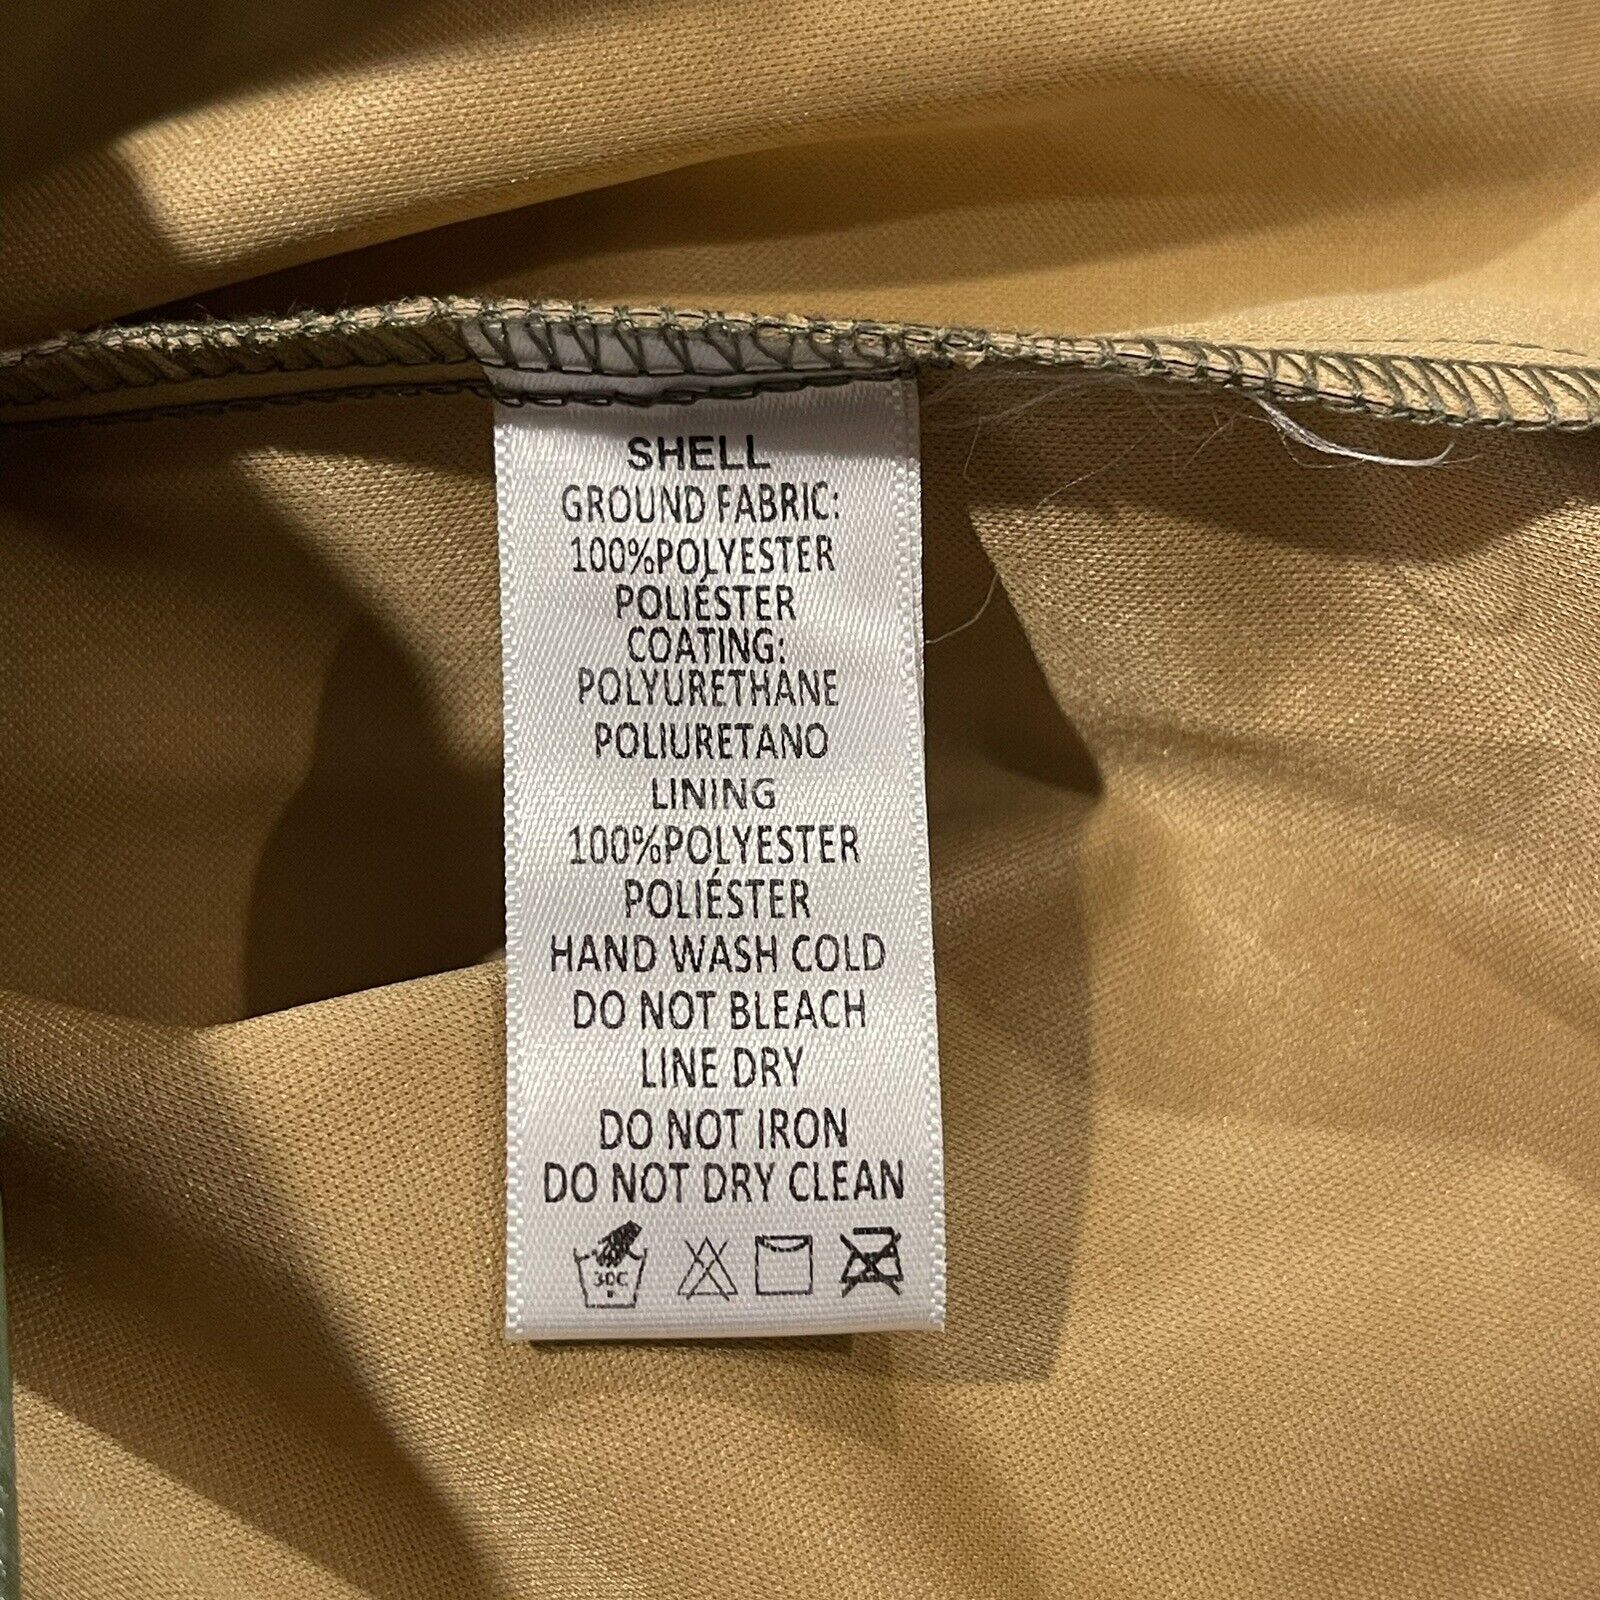 SHELL
GROUND FABRIC:
100%POLYESTER
POLIÉSTER
COATING:
POLYURETHANE
POLIURETANO
LINING
100%POLYESTER
POLIÉSTER
HAND WASH COLD
DO NOT BLEACH
LINE DRY
DO NOT IRON
DO NOT DRY CLEAN
30C